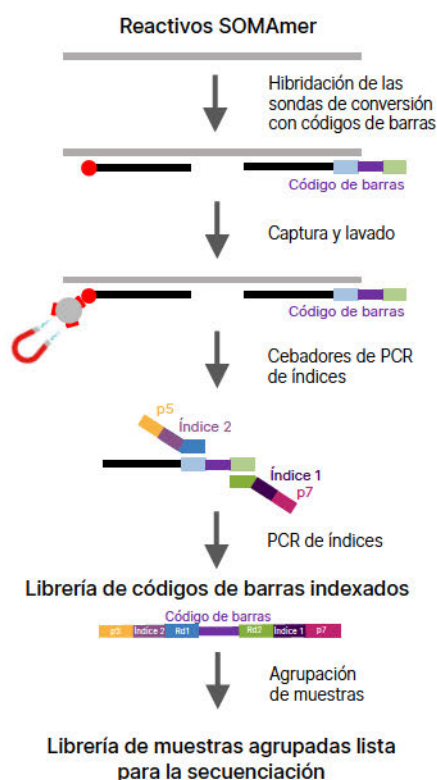 Reactivos SOMAmer
Hibridación de las
sondas de conversión
con códigos de barras
Código de barras
Captura y lavado
Código de barras
Cebadores de PCR
de índices
p5
Índice 2
Índice 1
p7
PCR de índices
Librería de códigos de barras indexados
Código de barras
p5 Índice 2 Rd1 Rd2 Índice 1 p7
Agrupación
de muestras
Librería de muestras agrupadas lista
para la secuenciación